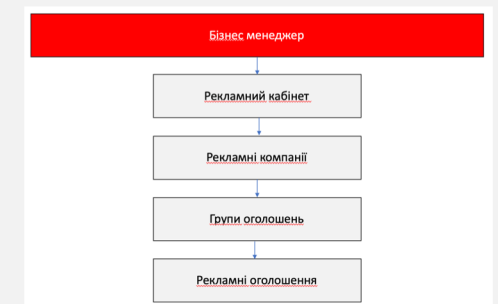 Бізнес менеджер
Рекламний кабінет
Рекламні компанії
Групи оголошень
Рекламні оголошення